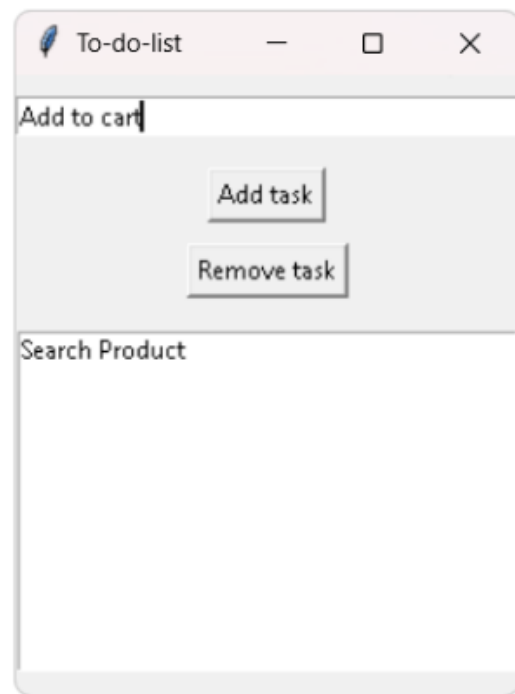 To-do-list
Add to cart
Add task
Remove task
Search Product